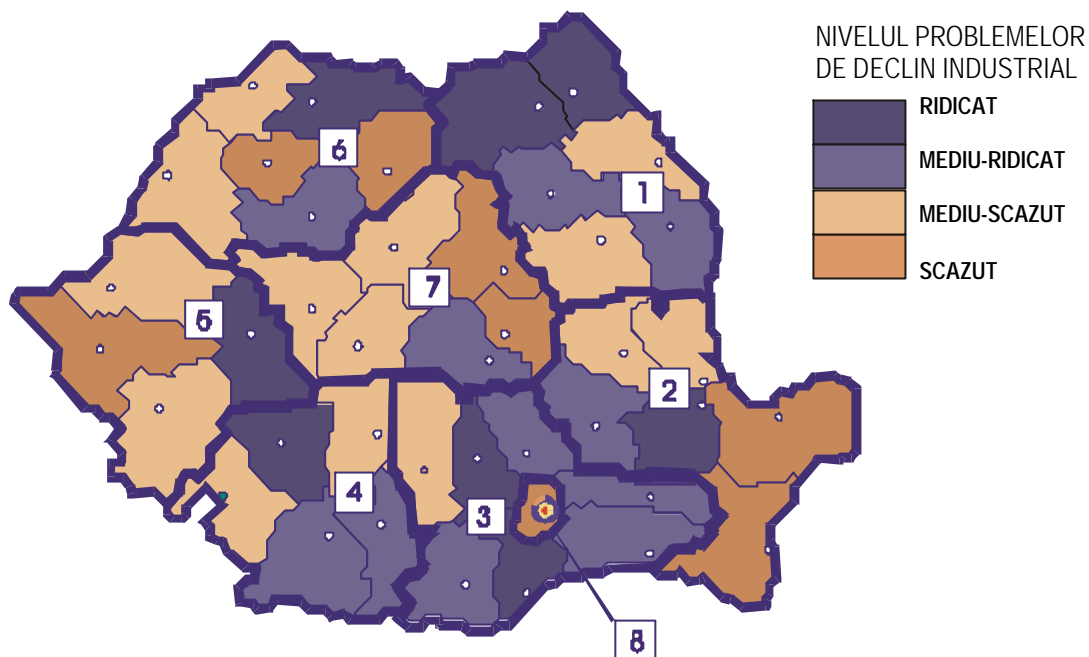 NIVELUL PROBLEMELOR
DE DECLIN INDUSTRIAL
RIDICAT
MEDIU-RIDICAT
MEDIU-SCAZUT
SCAZUT
6
1
7
5
2
4
3
8